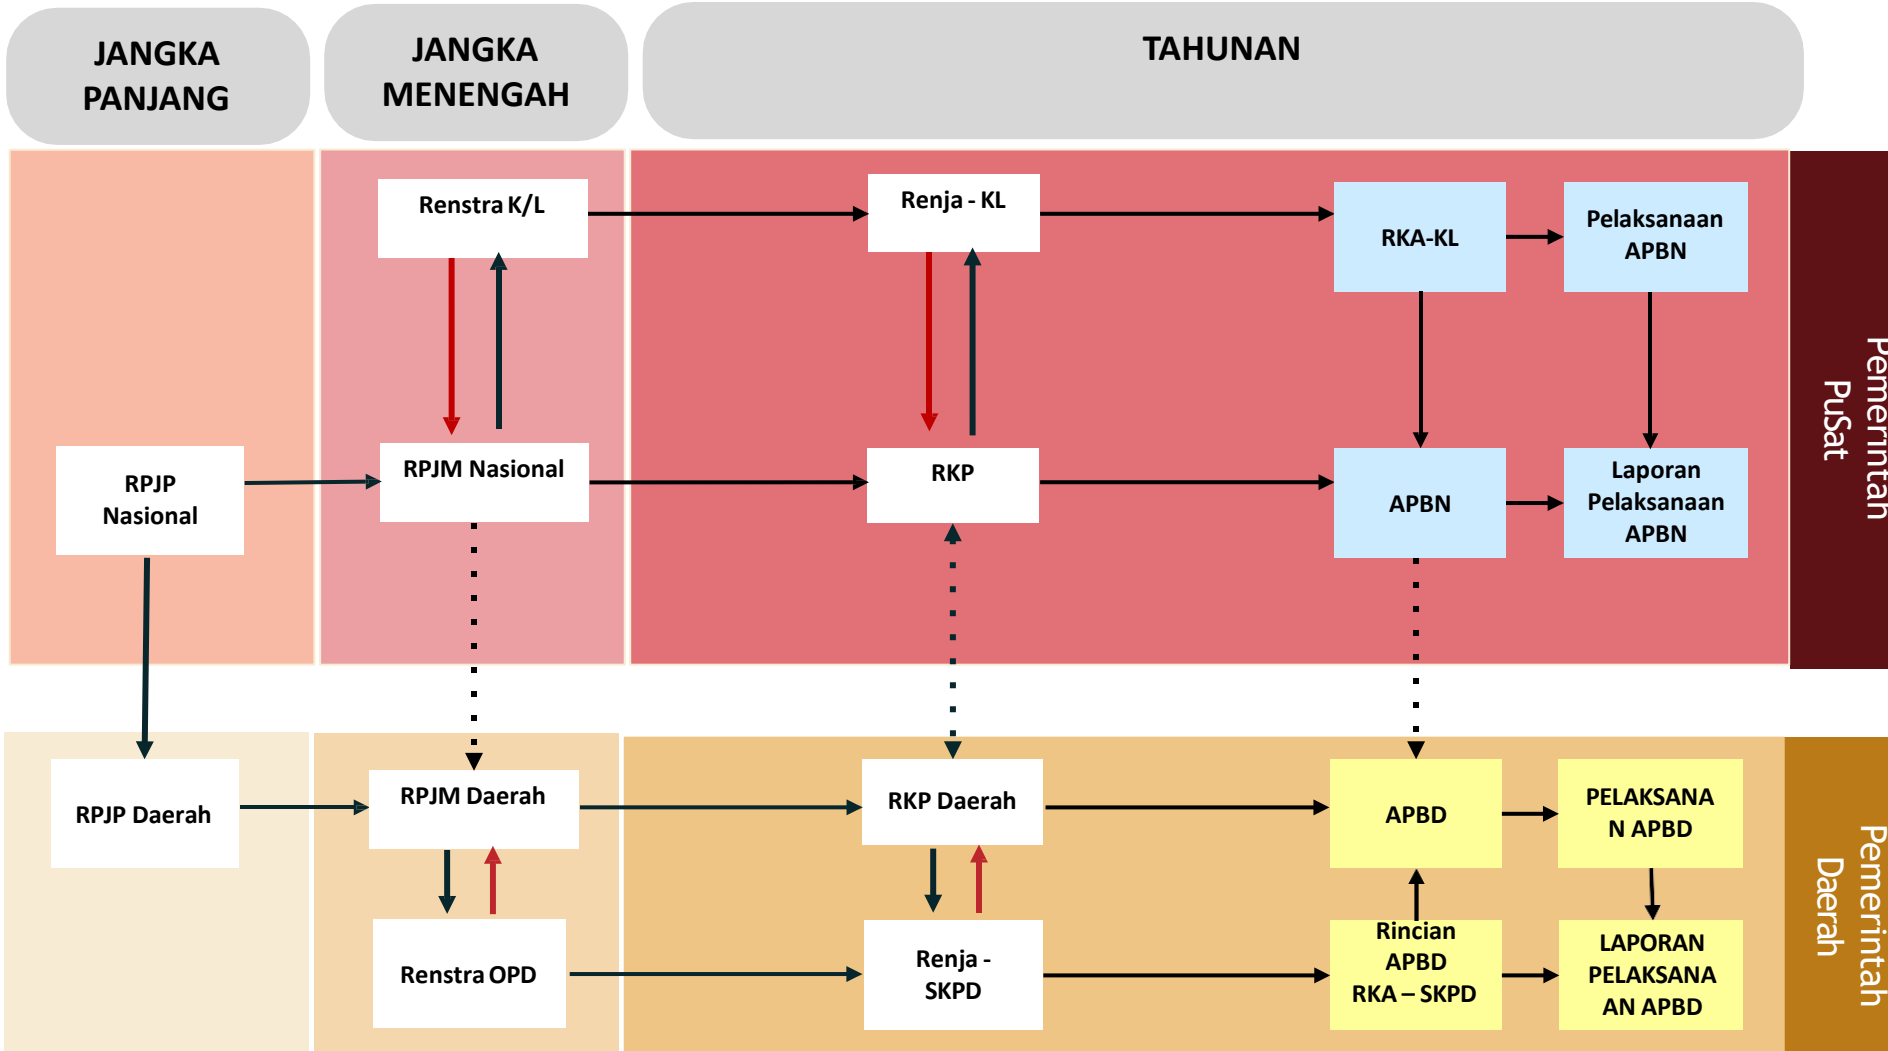 JANGKA
PANJANG
JANGKA
MENENGAH
TAHUNAN
Renstra K/L
Renja - KL
RKA-KL
Pelaksanaan
APBN
RPJP
Nasional
RPJM Nasional
RKP
APBN
Laporan
Pelaksanaan
APBN
Pemerintah
PuSat
RPJP Daerah
RPJM Daerah
RKP Daerah
APBD
PELAKSANA
N APBD
Renstra OPD
Renja -
SKPD
Rincian
APBD
RKA – SKPD
LAPORAN
PELAKSANA
AN APBD
Pemerintah
Daerah